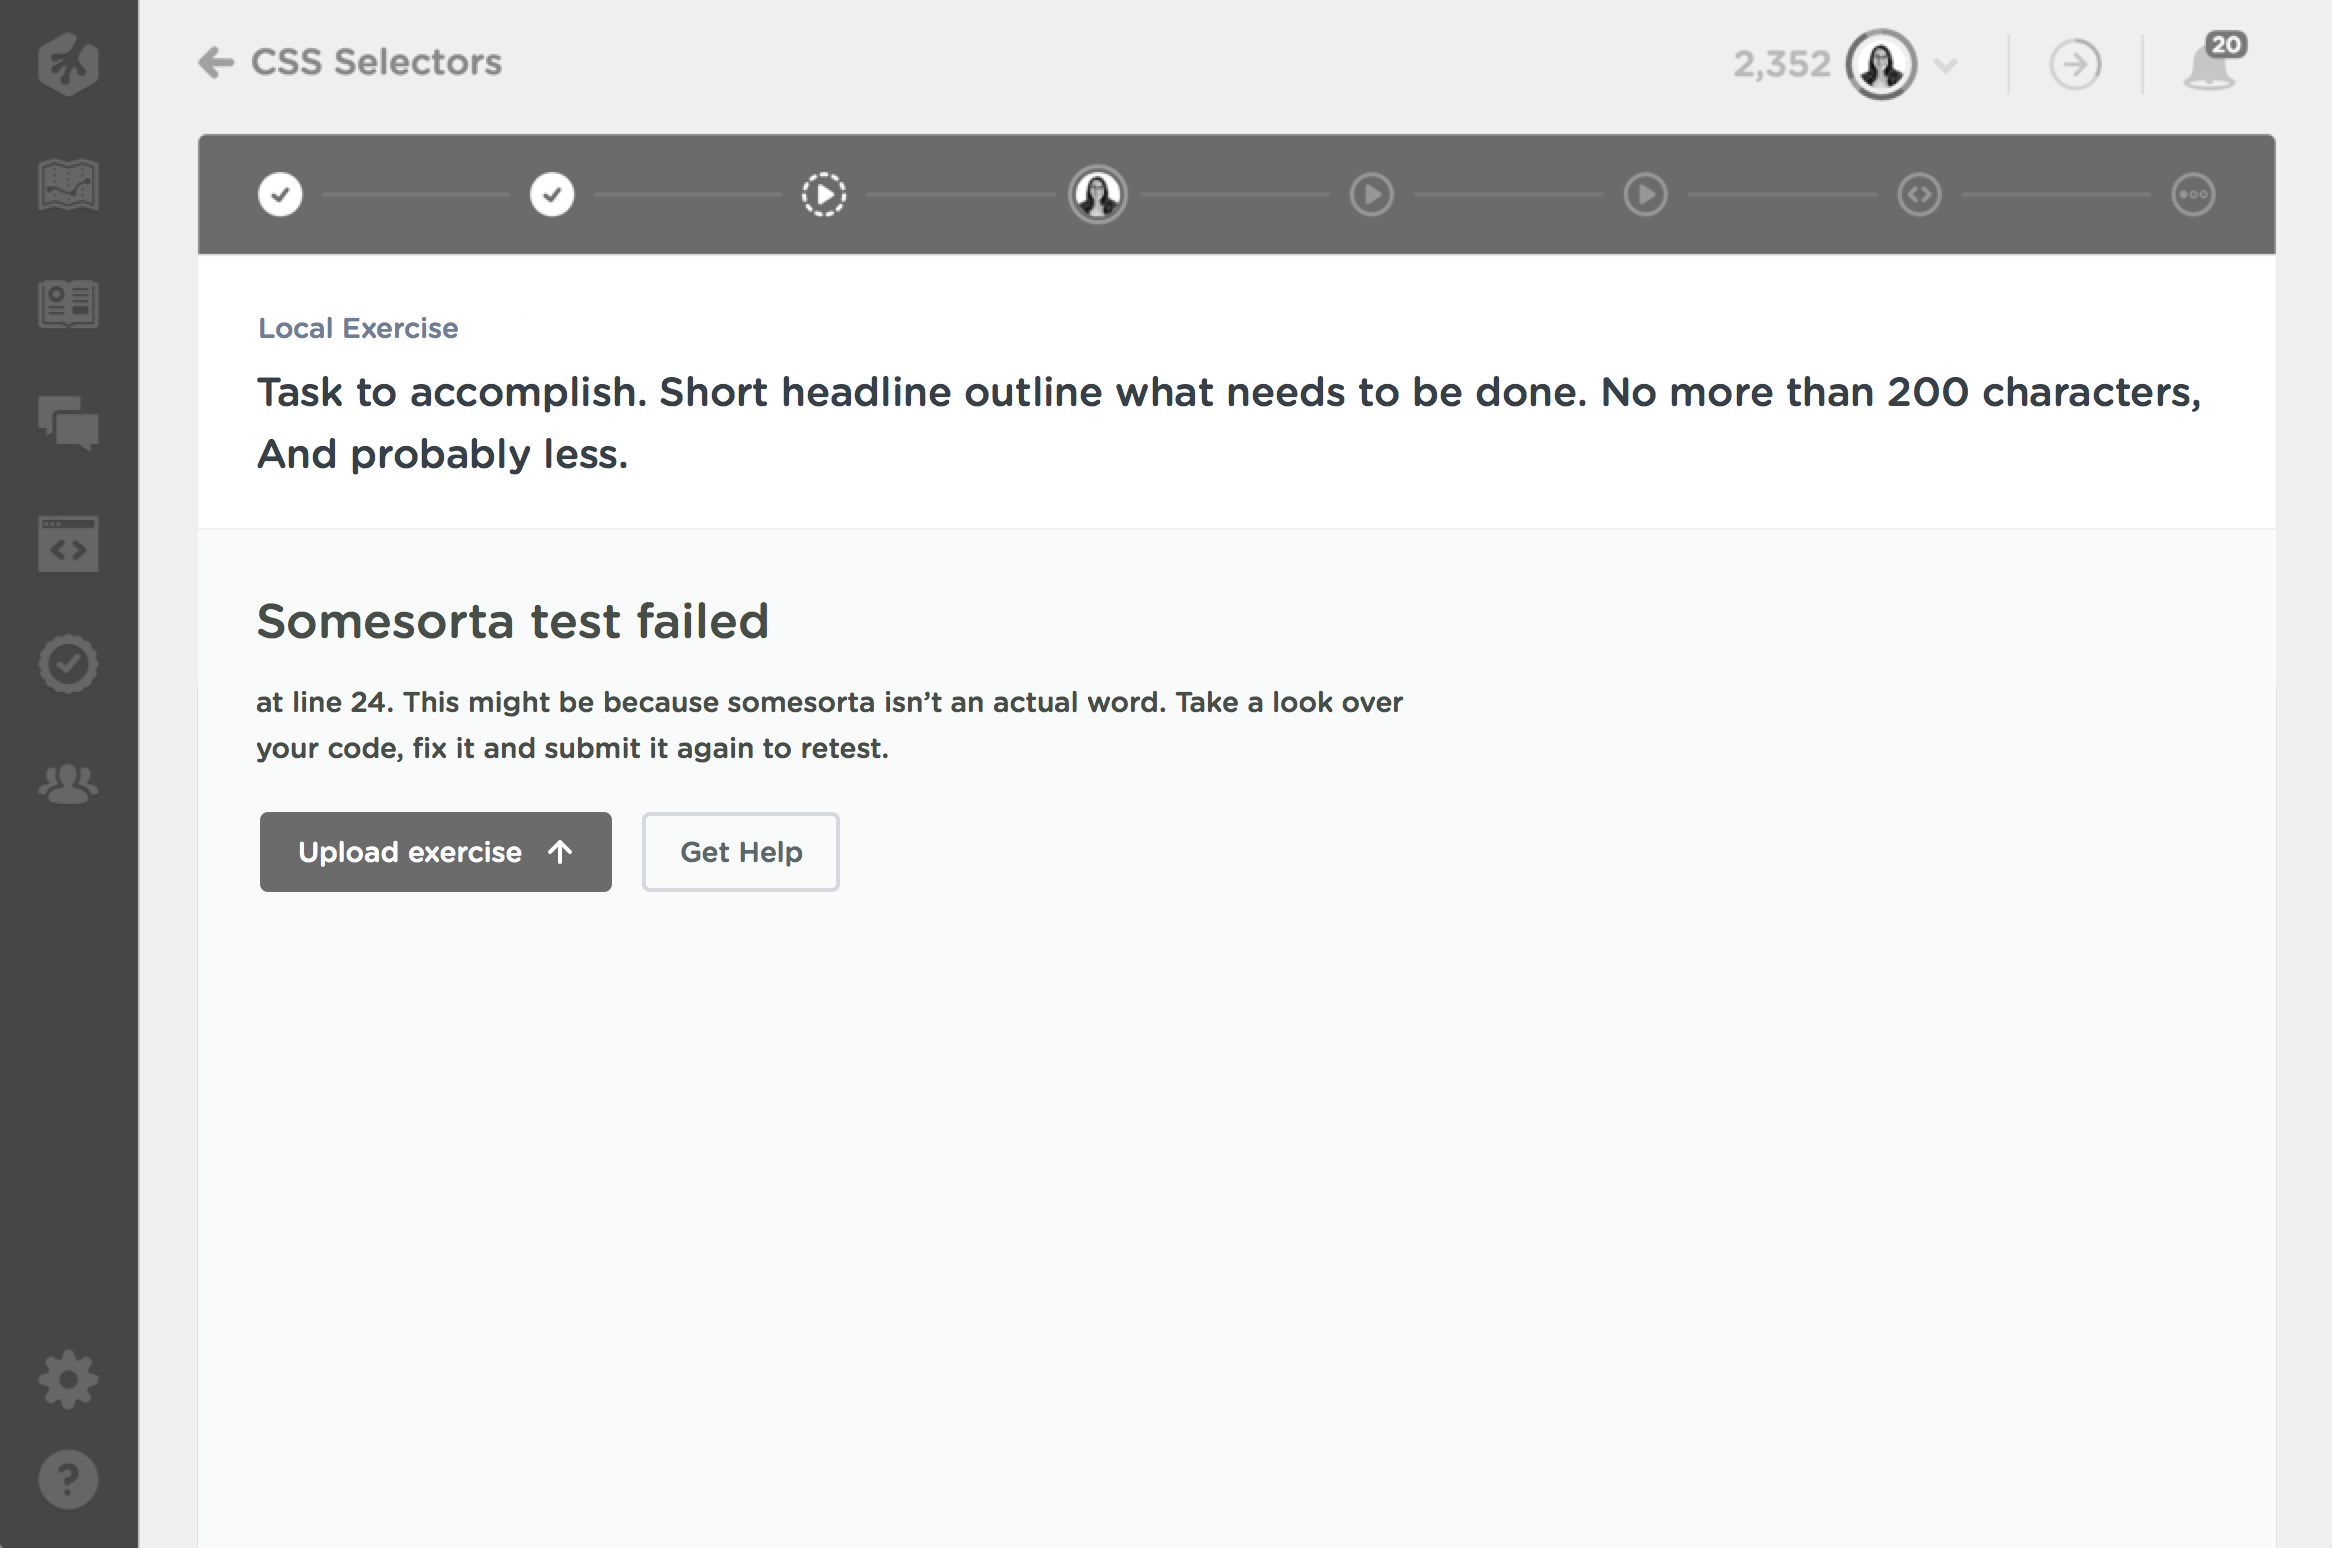 CSS Selectors
2,352
20
Local Exercise
Task to accomplish. Short headline outline what needs to be done. No more than 200 characters,
And probably less.
Somesorta test failed
at line 24. This might be because somesorta isn’t an actual word. Take a look over
your code, fix it and submit it again to retest.
Upload exercise
Get Help